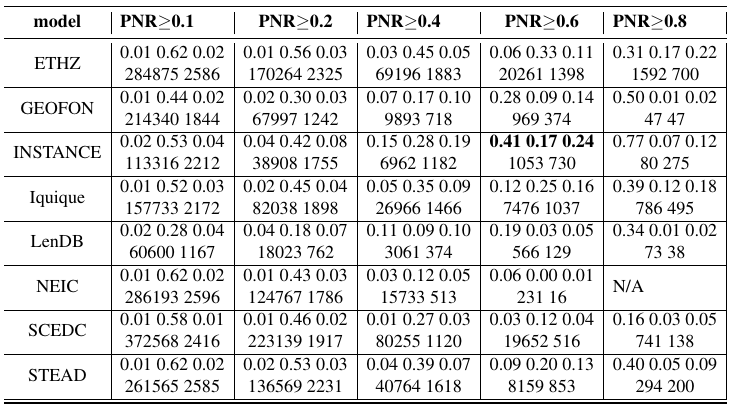 model PNR≥0.1 PNR≥0.2 PNR≥0.4 PNR≥0.6 PNR≥0.8
ETHZ 0.01 0.62 0.02 0.01 0.56 0.03 0.03 0.45 0.05 0.06 0.33 0.11 0.31 0.17 0.22
284875 2586 170264 2325 69196 1883 20261 1398 1592 700
GEOFON 0.01 0.44 0.02 0.02 0.30 0.03 0.07 0.17 0.10 0.28 0.09 0.14 0.50 0.01 0.02
214340 1844 67997 1242 9893 718 969 374 47 47
INSTANCE 0.02 0.53 0.04 0.04 0.42 0.08 0.15 0.28 0.19 0.41 0.17 0.24 0.77 0.07 0.12
113316 2212 38908 1755 6962 1182 1053 730 80 275
Iquique 0.01 0.52 0.03 0.02 0.45 0.04 0.05 0.35 0.09 0.12 0.25 0.16 0.39 0.12 0.18
157733 2172 82038 1898 26966 1466 7476 1037 786 495
LenDB 0.02 0.28 0.04 0.04 0.18 0.07 0.11 0.09 0.10 0.19 0.03 0.05 0.34 0.01 0.02
60600 1167 18023 762 3061 374 566 129 73 38
NEIC 0.01 0.62 0.02 0.01 0.43 0.03 0.03 0.12 0.05 0.06 0.00 0.01 N/A
286193 2596 124767 1786 15733 513 231 16
SCEDC 0.01 0.58 0.01 0.01 0.46 0.02 0.01 0.27 0.03 0.03 0.12 0.04 0.16 0.03 0.05
372568 2416 223139 1917 80255 1120 19652 516 741 138
STEAD 0.01 0.62 0.02 0.02 0.53 0.03 0.04 0.39 0.07 0.09 0.20 0.13 0.40 0.05 0.09
261565 2585 136569 2231 40764 1618 8159 853 294 200